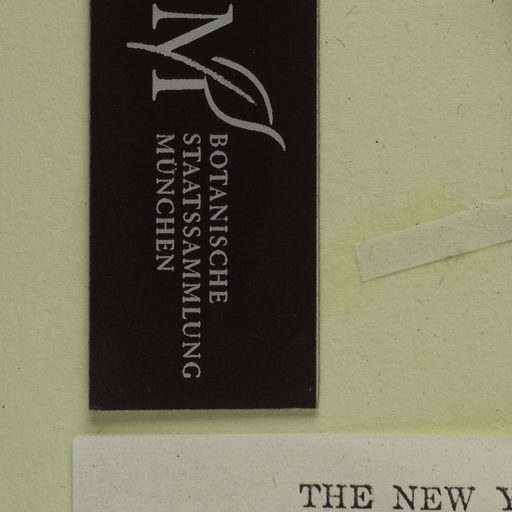 M
BOTANISCHE
STAATSSAMMLUNG
MÜNCHEN
THE NEW